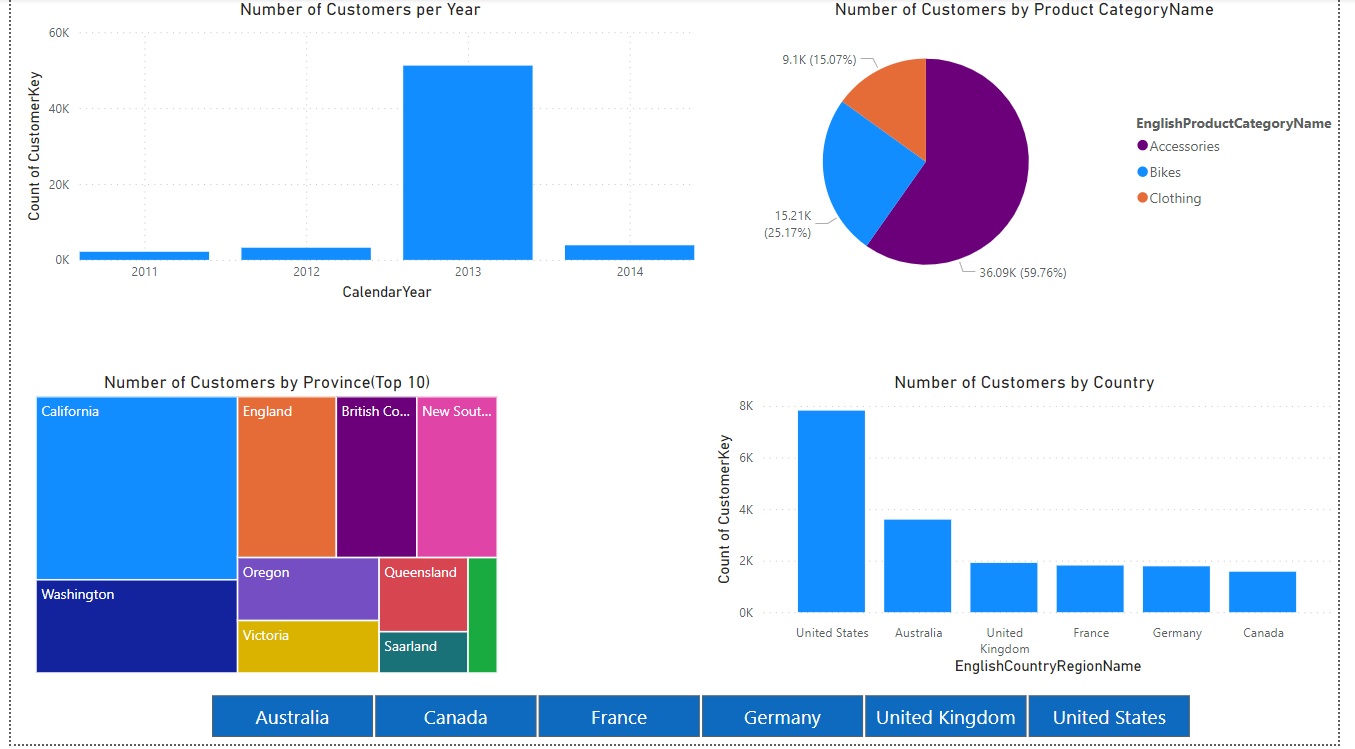 Number of Customers per Year
60K
40K
20K
0K
Count of CustomerKey
2011
2012
2013
2014
CalendarYear
Number of Customers by Product CategoryName
9.1K (15.07%)
15.21K
(25.17%)
36.09K (59.76%)
EnglishProductCategoryName
Accessories
Bikes
Clothing
Number of Customers by Province(Top 10)
California
England
British Co...
New Sout...
Washington
Oregon
Queensland
Victoria
Saarland
Number of Customers by Country
8K
6K
4K
2K
0K
Count of CustomerKey
United States
Australia
United
Kingdom
France
Germany
Canada
EnglishCountryRegionName
Australia
Canada
France
Germany
United Kingdom
United States